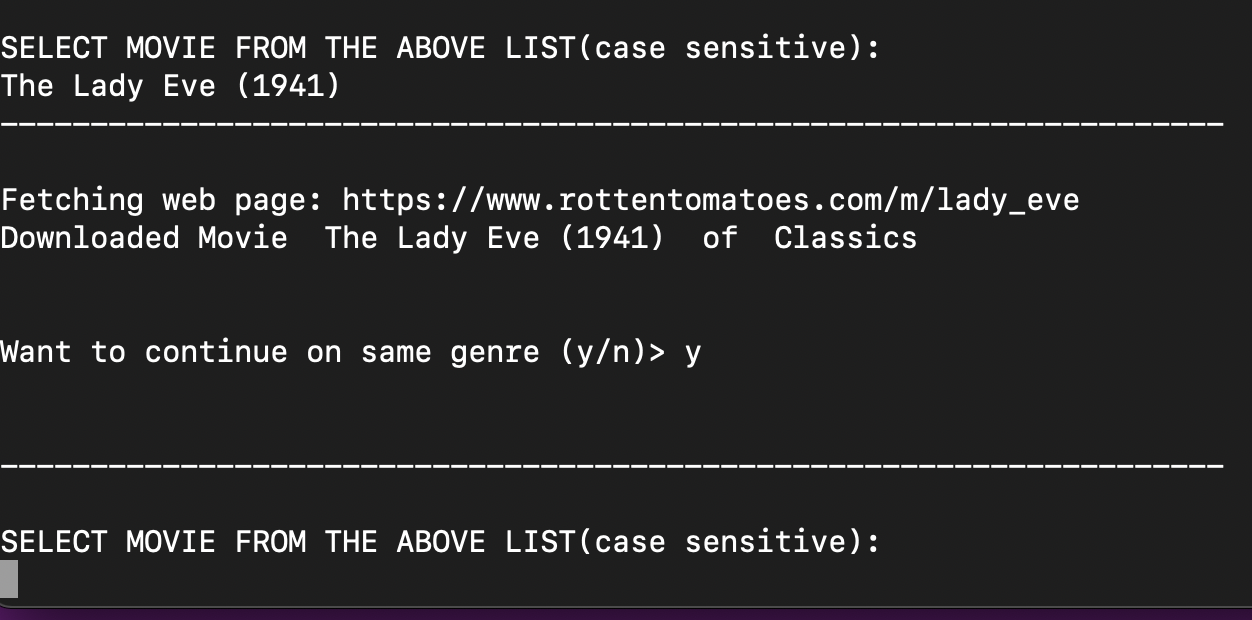 SELECT MOVIE FROM THE ABOVE LIST(case sensitive):
The Lady Eve (1941)
--------------------------------------------------------------------
Fetching web page: https://www.rottentomatoes.com/m/lady_eve
Downloaded Movie  The Lady Eve (1941)  of  Classics
Want to continue on same genre (y/n)> y
--------------------------------------------------------------------
SELECT MOVIE FROM THE ABOVE LIST(case sensitive):